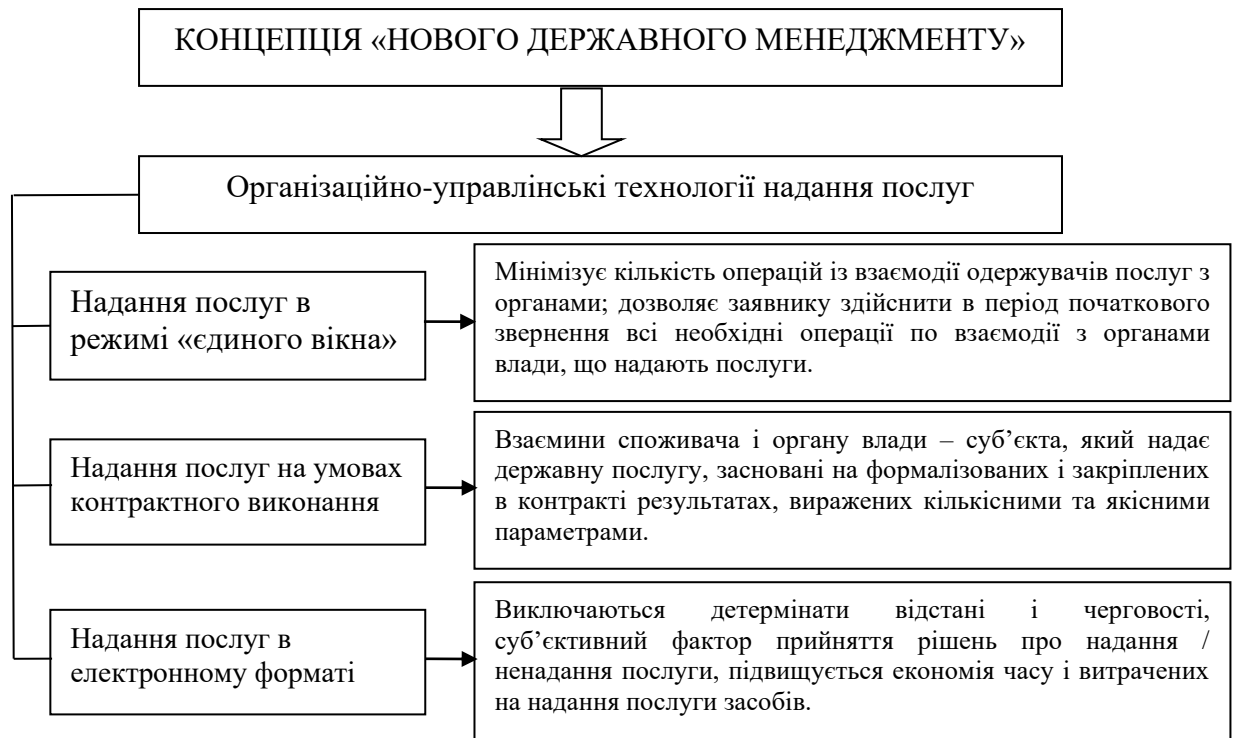 КОНЦЕПЦІЯ «НОВОГО ДЕРЖАВНОГО МЕНЕДЖМЕНТУ»
Організаційно-управлінські технології надання послуг
Надання послуг в
режимі «єдиного вікна»
Мінімізує кількість операцій із взаємодії одержувачів послуг з
органами; дозволяє заявнику здійснити в період початкового
звернення всі необхідні операції по взаємодії з органами
влади, що надають послуги.
Надання послуг на умовах
контрактного виконання
Взаємини споживача і органу влади – суб’єкта, який надає
державну послугу, засновані на формалізованих і закріплених
в контракті результатах, виражених кількісними та якісними
параметрами.
Надання послуг в
електронному форматі
Виключаються детермінати відстані і черговості,
суб’єктивний фактор прийняття рішень про надання /
ненадання послуги, підвищується економія часу і витрачених
на надання послуги засобів.